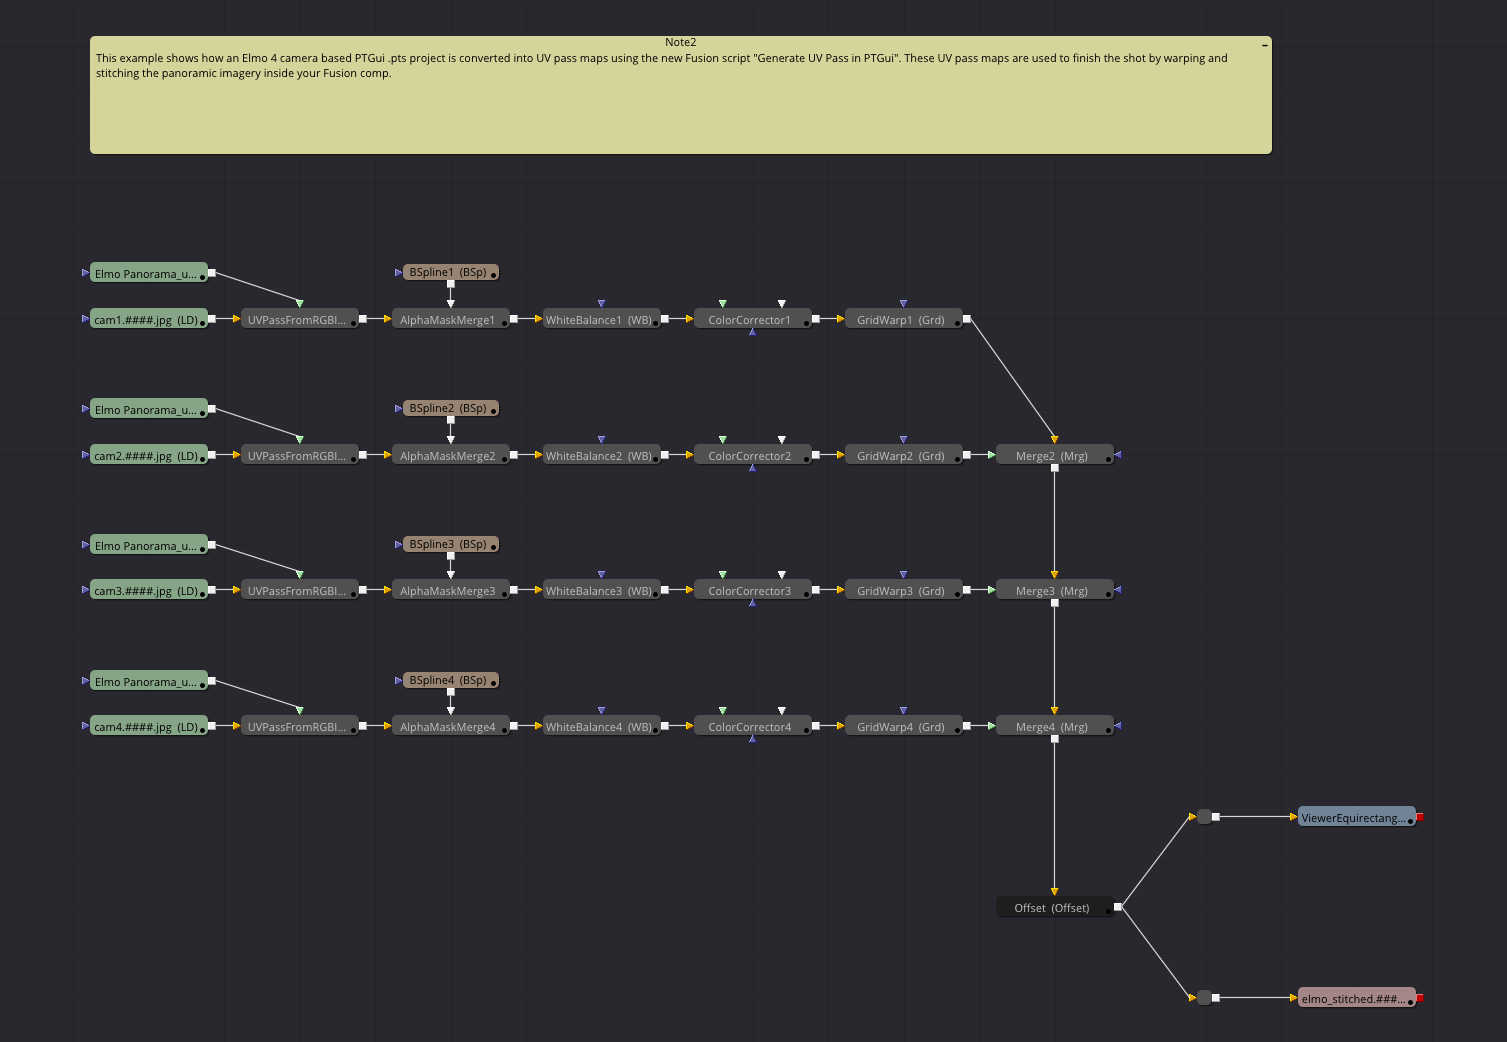 Note2
This example shows how an Elmo 4 camera based PTGui .pts project is converted into UV pass maps using the new Fusion script "Generate UV Pass in PTGui". These UV pass maps are used to finish the shot by warping and
stitching the panoramic imagery inside your Fusion comp.
Elmo Panorama_u...
BSpline1 (BSp)
cam1.####.jpg (LD)
UVPassFromRGBI...
AlphaMaskMerge1
WhiteBalance1 (WB)
ColorCorrector1
GridWarp1 (Grd)
Elmo Panorama_u...
BSpline2 (BSp)
cam2.####.jpg (LD)
UVPassFromRGBI...
AlphaMaskMerge2
WhiteBalance2 (WB)
ColorCorrector2
GridWarp2 (Grd)
Merge2 (Mrg)
Elmo Panorama_u...
BSpline3 (BSp)
cam3.####.jpg (LD)
UVPassFromRGBI...
AlphaMaskMerge3
WhiteBalance3 (WB)
ColorCorrector3
GridWarp3 (Grd)
Merge3 (Mrg)
Elmo Panorama_u...
BSpline4 (BSp)
cam4.####.jpg (LD)
UVPassFromRGBI...
AlphaMaskMerge4
WhiteBalance4 (WB)
ColorCorrector4
GridWarp4 (Grd)
Merge4 (Mrg)
ViewerEquirectang...
Offset (Offset)
elmo_stitched.###...